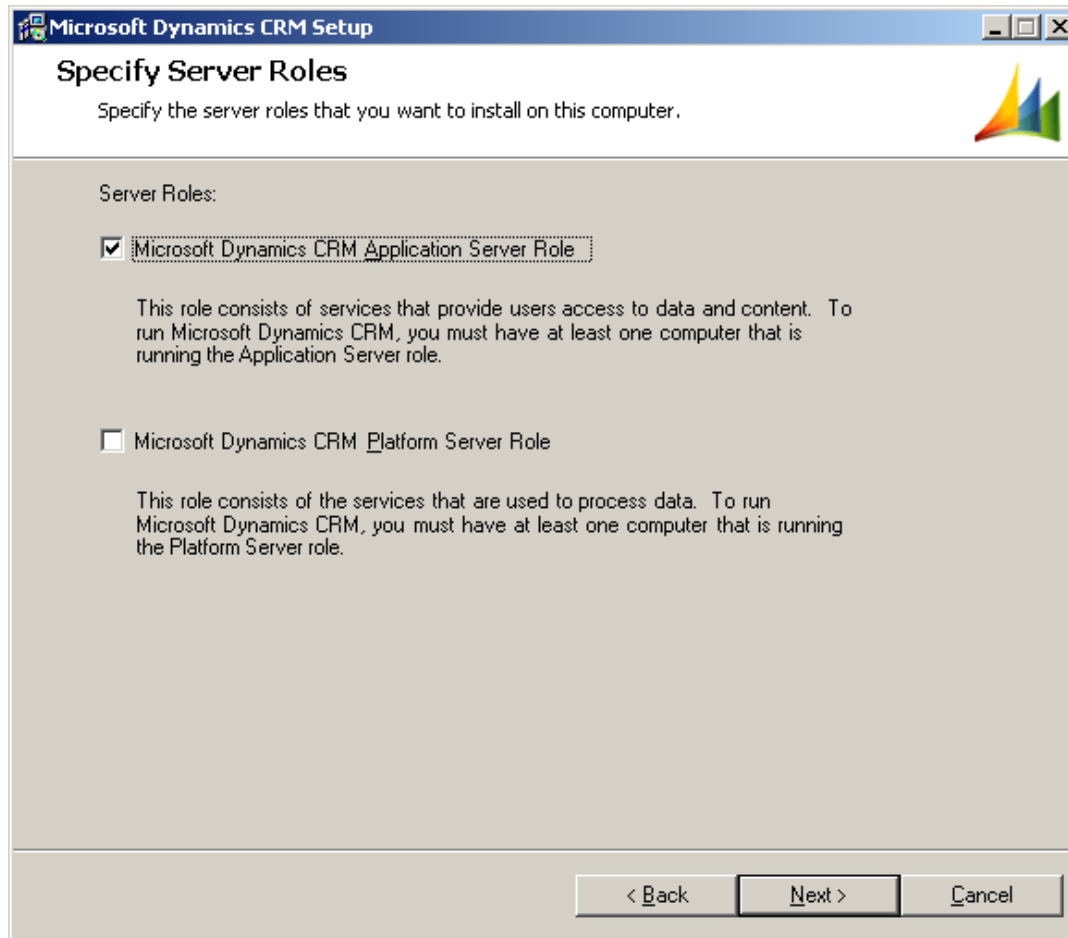 Microsoft Dynamics CRM Setup
Specify Server Roles
Specify the server roles that you want to install on this computer.
Server Roles:
Microsoft Dynamics CRM Application Server Role
This role consists of services that provide users access to data and content.  To
run Microsoft Dynamics CRM, you must have at least one computer that is
running the Application Server role.
Microsoft Dynamics CRM Platform Server Role
This role consists of the services that are used to process data.  To run
Microsoft Dynamics CRM, you must have at least one computer that is running
the Platform Server role.
< Back Next > Cancel